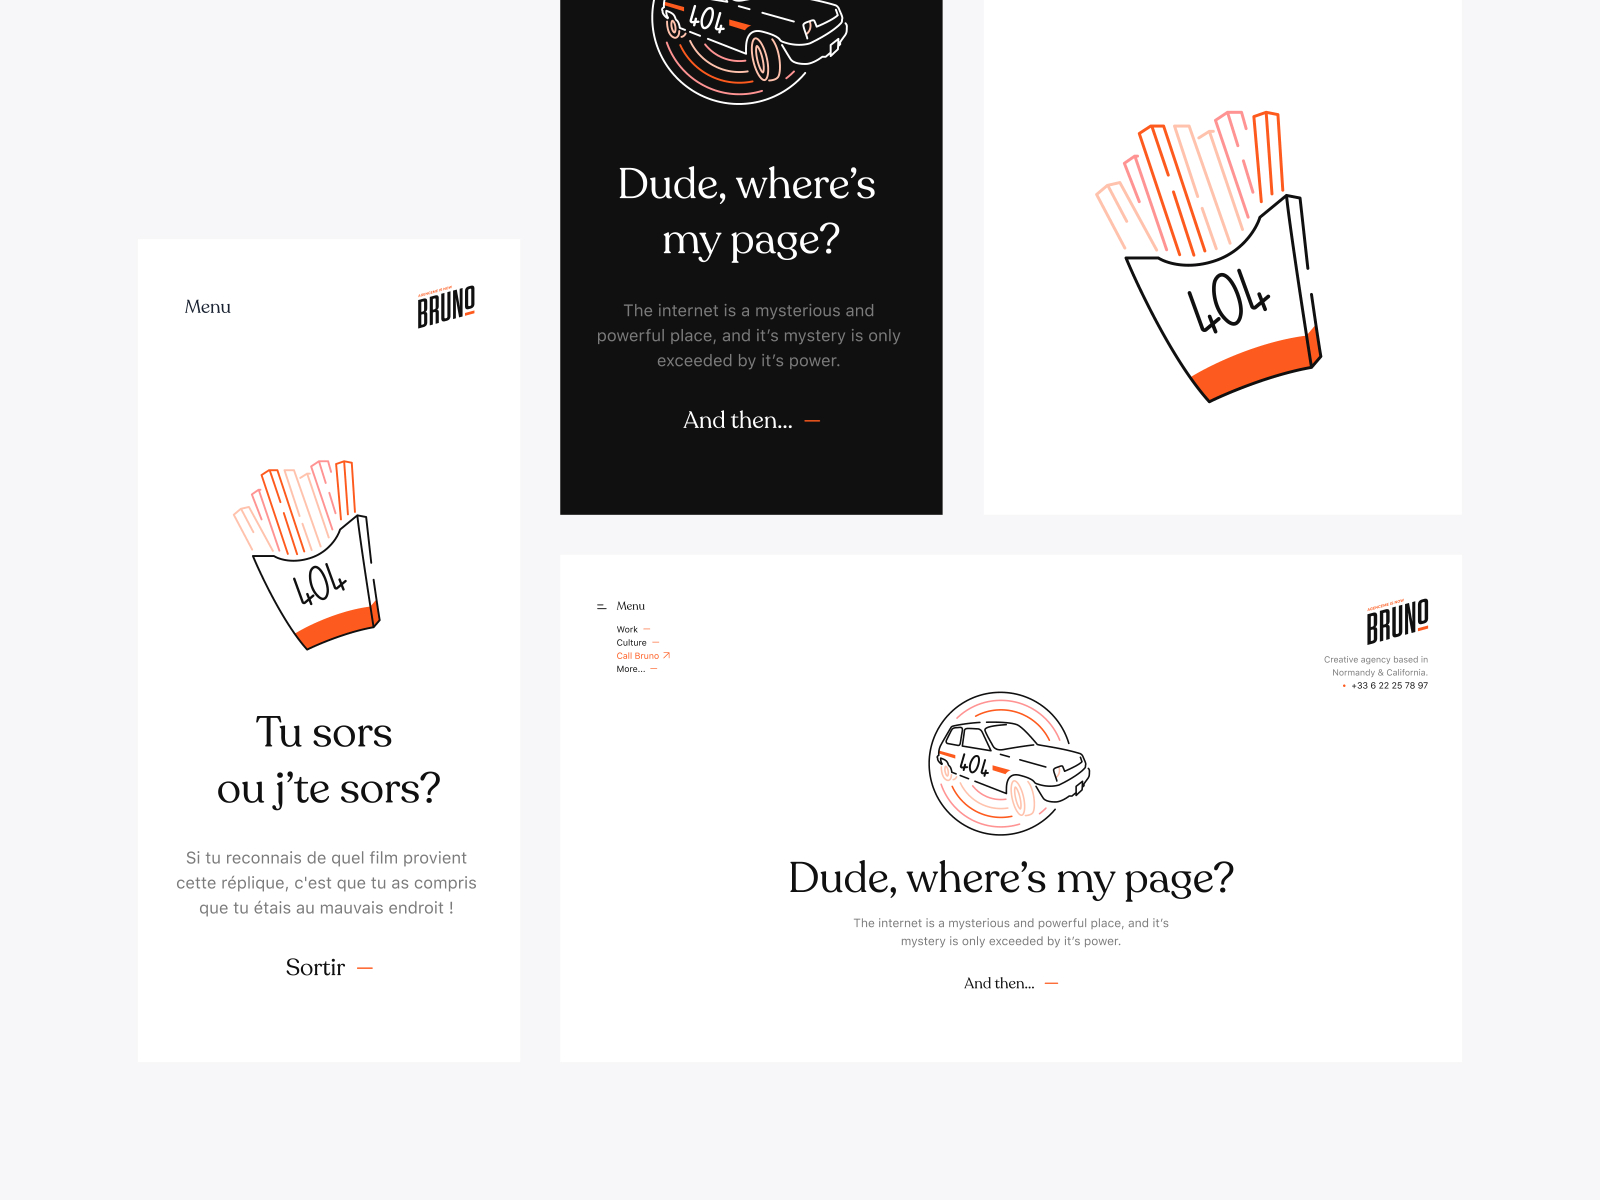 Menu
BRUNO
404
Tu sors
ou j’te sors?
Si tu reconnais de quel film provient
cette réplique, c'est que tu as compris
que tu étais au mauvais endroit !
Sortir
404
Dude, where’s
my page?
The internet is a mysterious and
powerful place, and it’s mystery is only
exceeded by it’s power.
And then...
404
Menu
Work
Culture
Call Bruno
More...
BRUNO
Creative agency based in
Normandy & California.
+33 6 22 25 78 97
404
Dude, where’s my page?
The internet is a mysterious and powerful place, and it’s
mystery is only exceeded by it’s power.
And then...